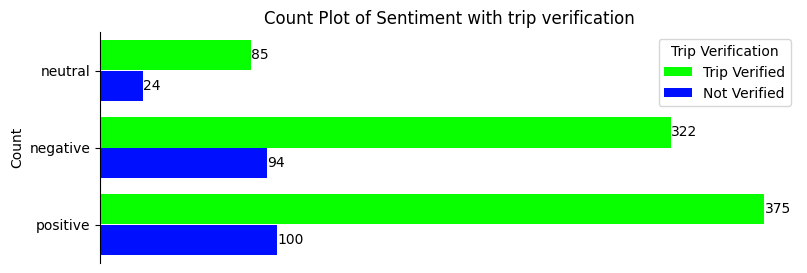 Count Plot of Sentiment with trip verification
Trip Verification
Trip Verified
Not Verified
Count
neutral
85
24
negative
322
94
positive
375
100